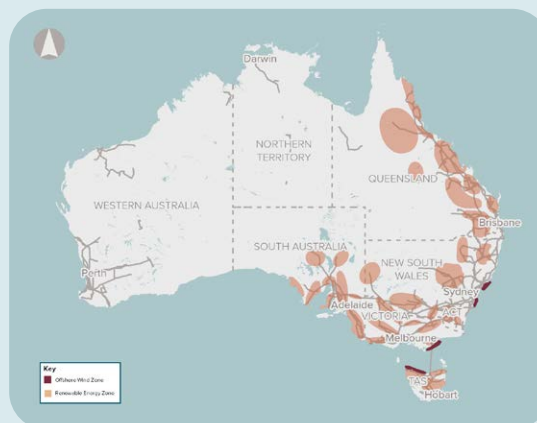 Darwin
NORTHERN
TERRITORY
QUEENSLAND
WESTERN AUSTRALIA
Brisbane
SOUTH AUSTRALIA
NEW SOUTH
WALES
Perth
Sydney
Adelaide
ACT
VICTORIA
Melbourne
TAS
Hobart
Key
Offshore Wind Zone
Renewable Energy Zone